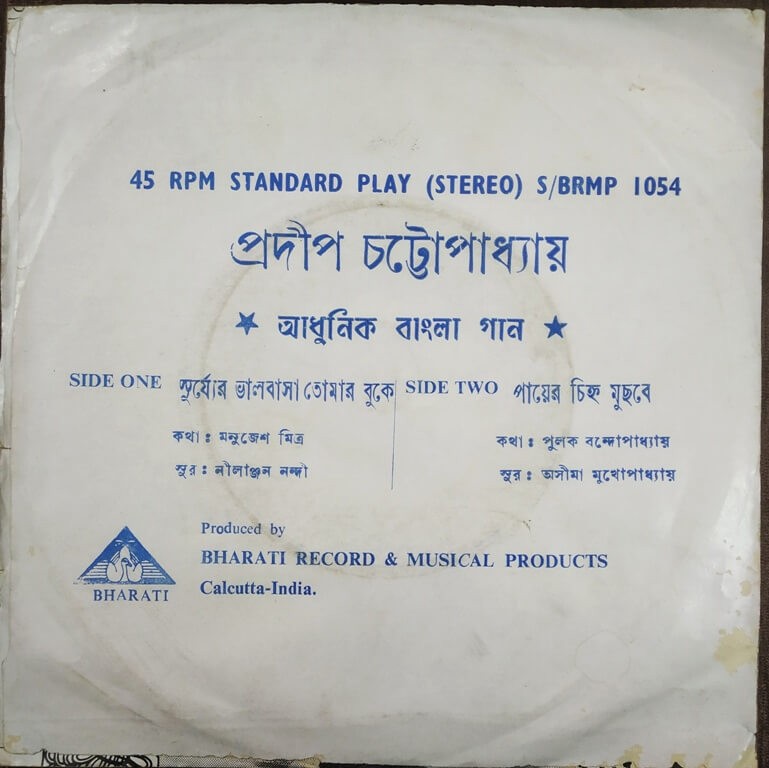 45 RPM STANDARD PLAY (STEREO) S/BRMP 1054
প্রদীপ চট্টোপাধ্যায়
★ আধুনিক বাংলা গান ★
SIDE ONE সূর্য্যের ভালবাসা তোমার বুকে
কথা : মনুজেশ মিত্র
সুর : নীলাঞ্জন নন্দী
SIDE TWO পায়ের চিহ্ন মুছবে
কথা : পুলক বন্দোপাধ্যায়
সুর : অসীমা মুখোপাধ্যায়
BHARATI
Produced by
BHARATI RECORD & MUSICAL PRODUCTS
Calcutta-India.